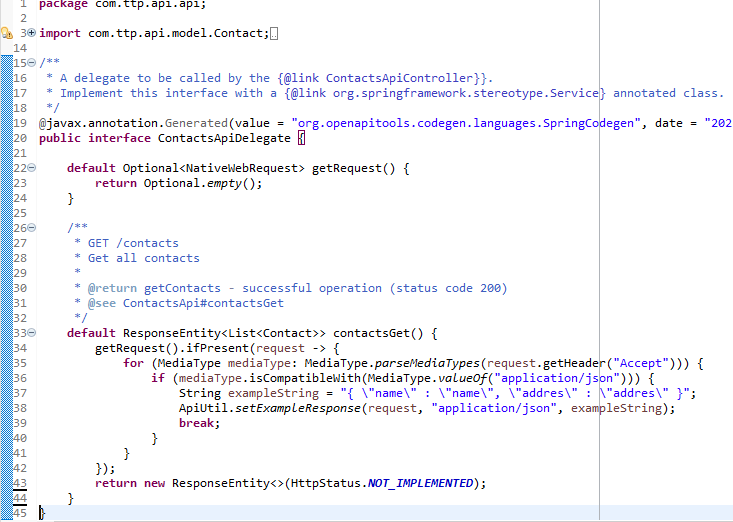 1 package com.ttp.api.api;
2
3 import com.ttp.api.model.Contact;
14
15 /**
16  * A delegate to be called by the {@link ContactsApiController}}.
17  * Implement this interface with a {@link org.springframework.stereotype.Service} annotated class.
18  */
19 @javax.annotation.Generated(value = "org.openapitools.codegen.languages.SpringCodegen", date = "202
20 public interface ContactsApiDelegate {
21
22     default Optional<NativeWebRequest> getRequest() {
23         return Optional.empty();
24     }
25
26     /**
27      * GET /contacts
28      * Get all contacts
29      *
30      * @return getContacts - successful operation (status code 200)
31      * @see ContactsApi#contactsGet
32      */
33     default ResponseEntity<List<Contact>> contactsGet() {
34         getRequest().ifPresent(request -> {
35             for (MediaType mediaType: MediaType.parseMediaTypes(request.getHeader("Accept"))) {
36                 if (mediaType.isCompatibleWith(MediaType.valueOf("application/json"))) {
37                     String exampleString = "{ \"name\" : \"name\", \"addres\" : \"addres\" }";
38                     ApiUtil.setExampleResponse(request, "application/json", exampleString);
39                     break;
40                 }
41             }
42         });
43         return new ResponseEntity<>(HttpStatus.NOT_IMPLEMENTED);
44     }
45 }